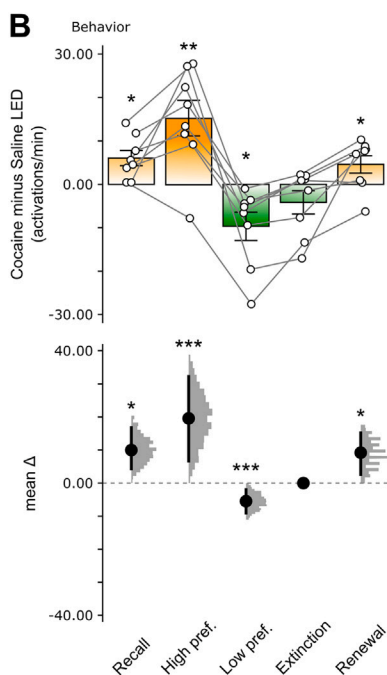 B
Behavior
Cocaine minus Saline LED
(activations/min)
30.00
0.00
-30.00
*
**
*
*
mean Δ
40.00
0.00
-40.00
*
***
***
*
Recall
High pref.
Low pref.
Extinction
Renewal